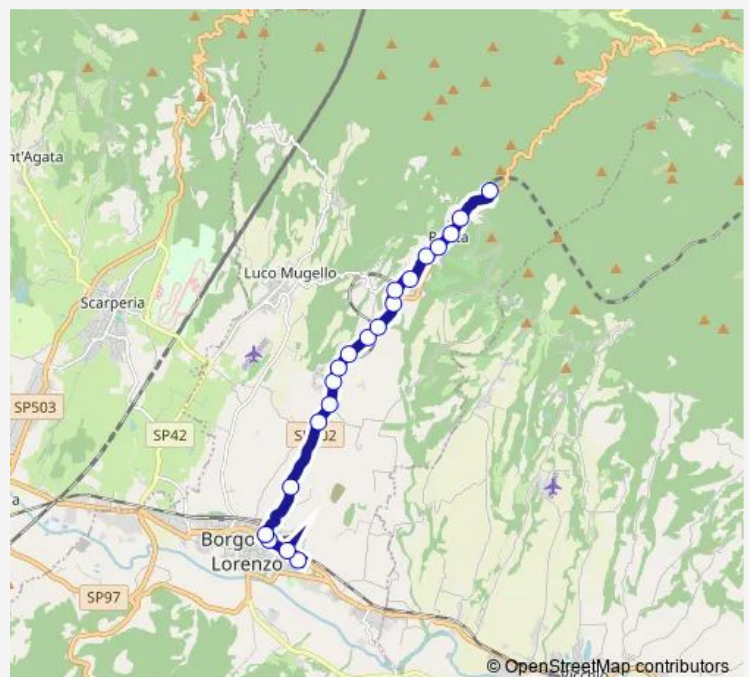 nt'Agata
Luco Mugello
Scarperia
SP503
SP42
Borgo
Lorenzo
SP97
© OpenStreetMap contributors